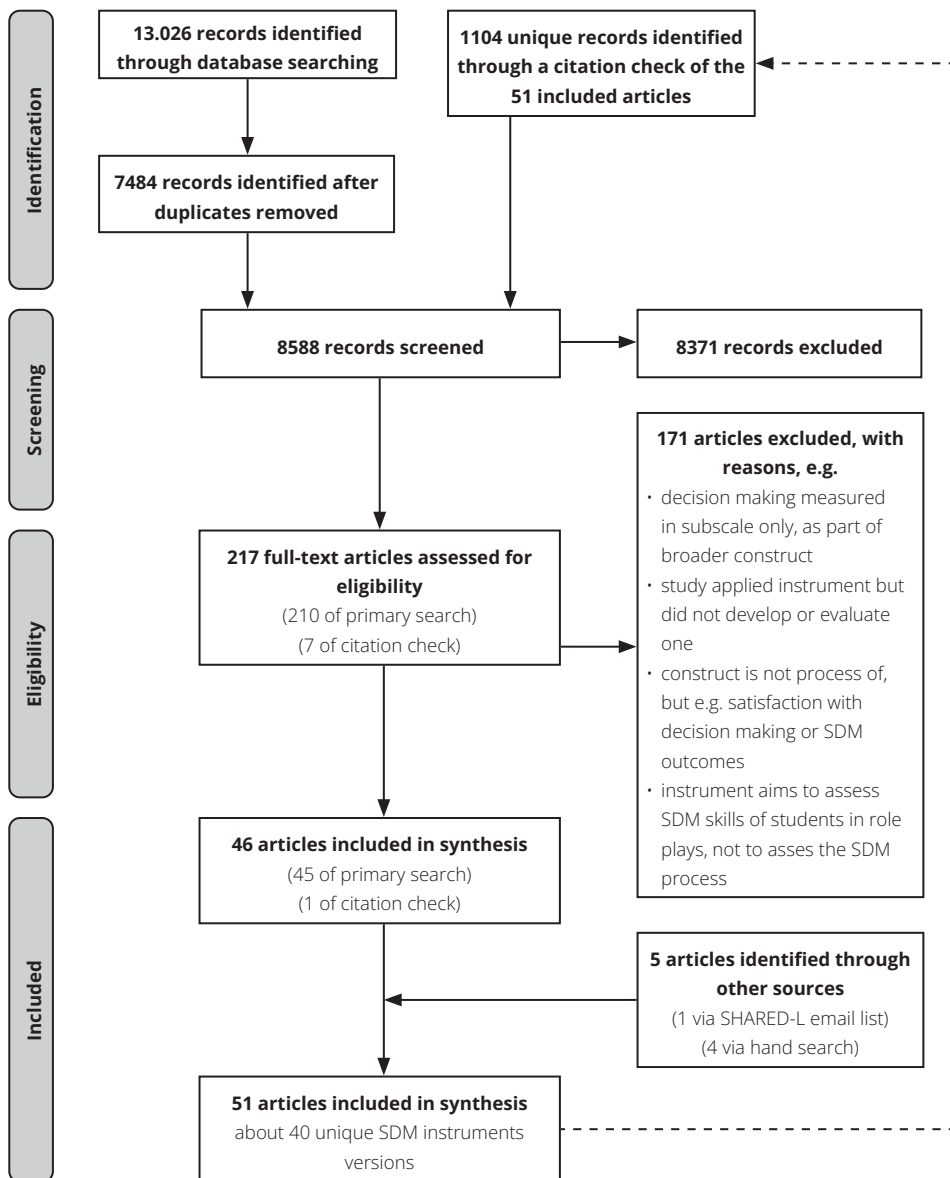 Identification
13.026 records identified
through database searching
1104 unique records identified
through a citation check of the
51 included articles
7484 records identified after
duplicates removed
Screening
8588 records screened
8371 records excluded
171 articles excluded, with
reasons, e.g.
• decision making measured
in subscale only, as part of
broader construct
• study applied instrument but
did not develop or evaluate
one
• construct is not process of,
but e.g. satisfaction with
decision making or SDM
outcomes
• instrument aims to assess
SDM skills of students in role
plays, not to asses the SDM
process
Eligibility
217 full-text articles assessed for
eligibility
(210 of primary search)
(7 of citation check)
Included
46 articles included in synthesis
(45 of primary search)
(1 of citation check)
5 articles identified through
other sources
(1 via SHARED-L email list)
(4 via hand search)
51 articles included in synthesis
about 40 unique SDM instruments
versions